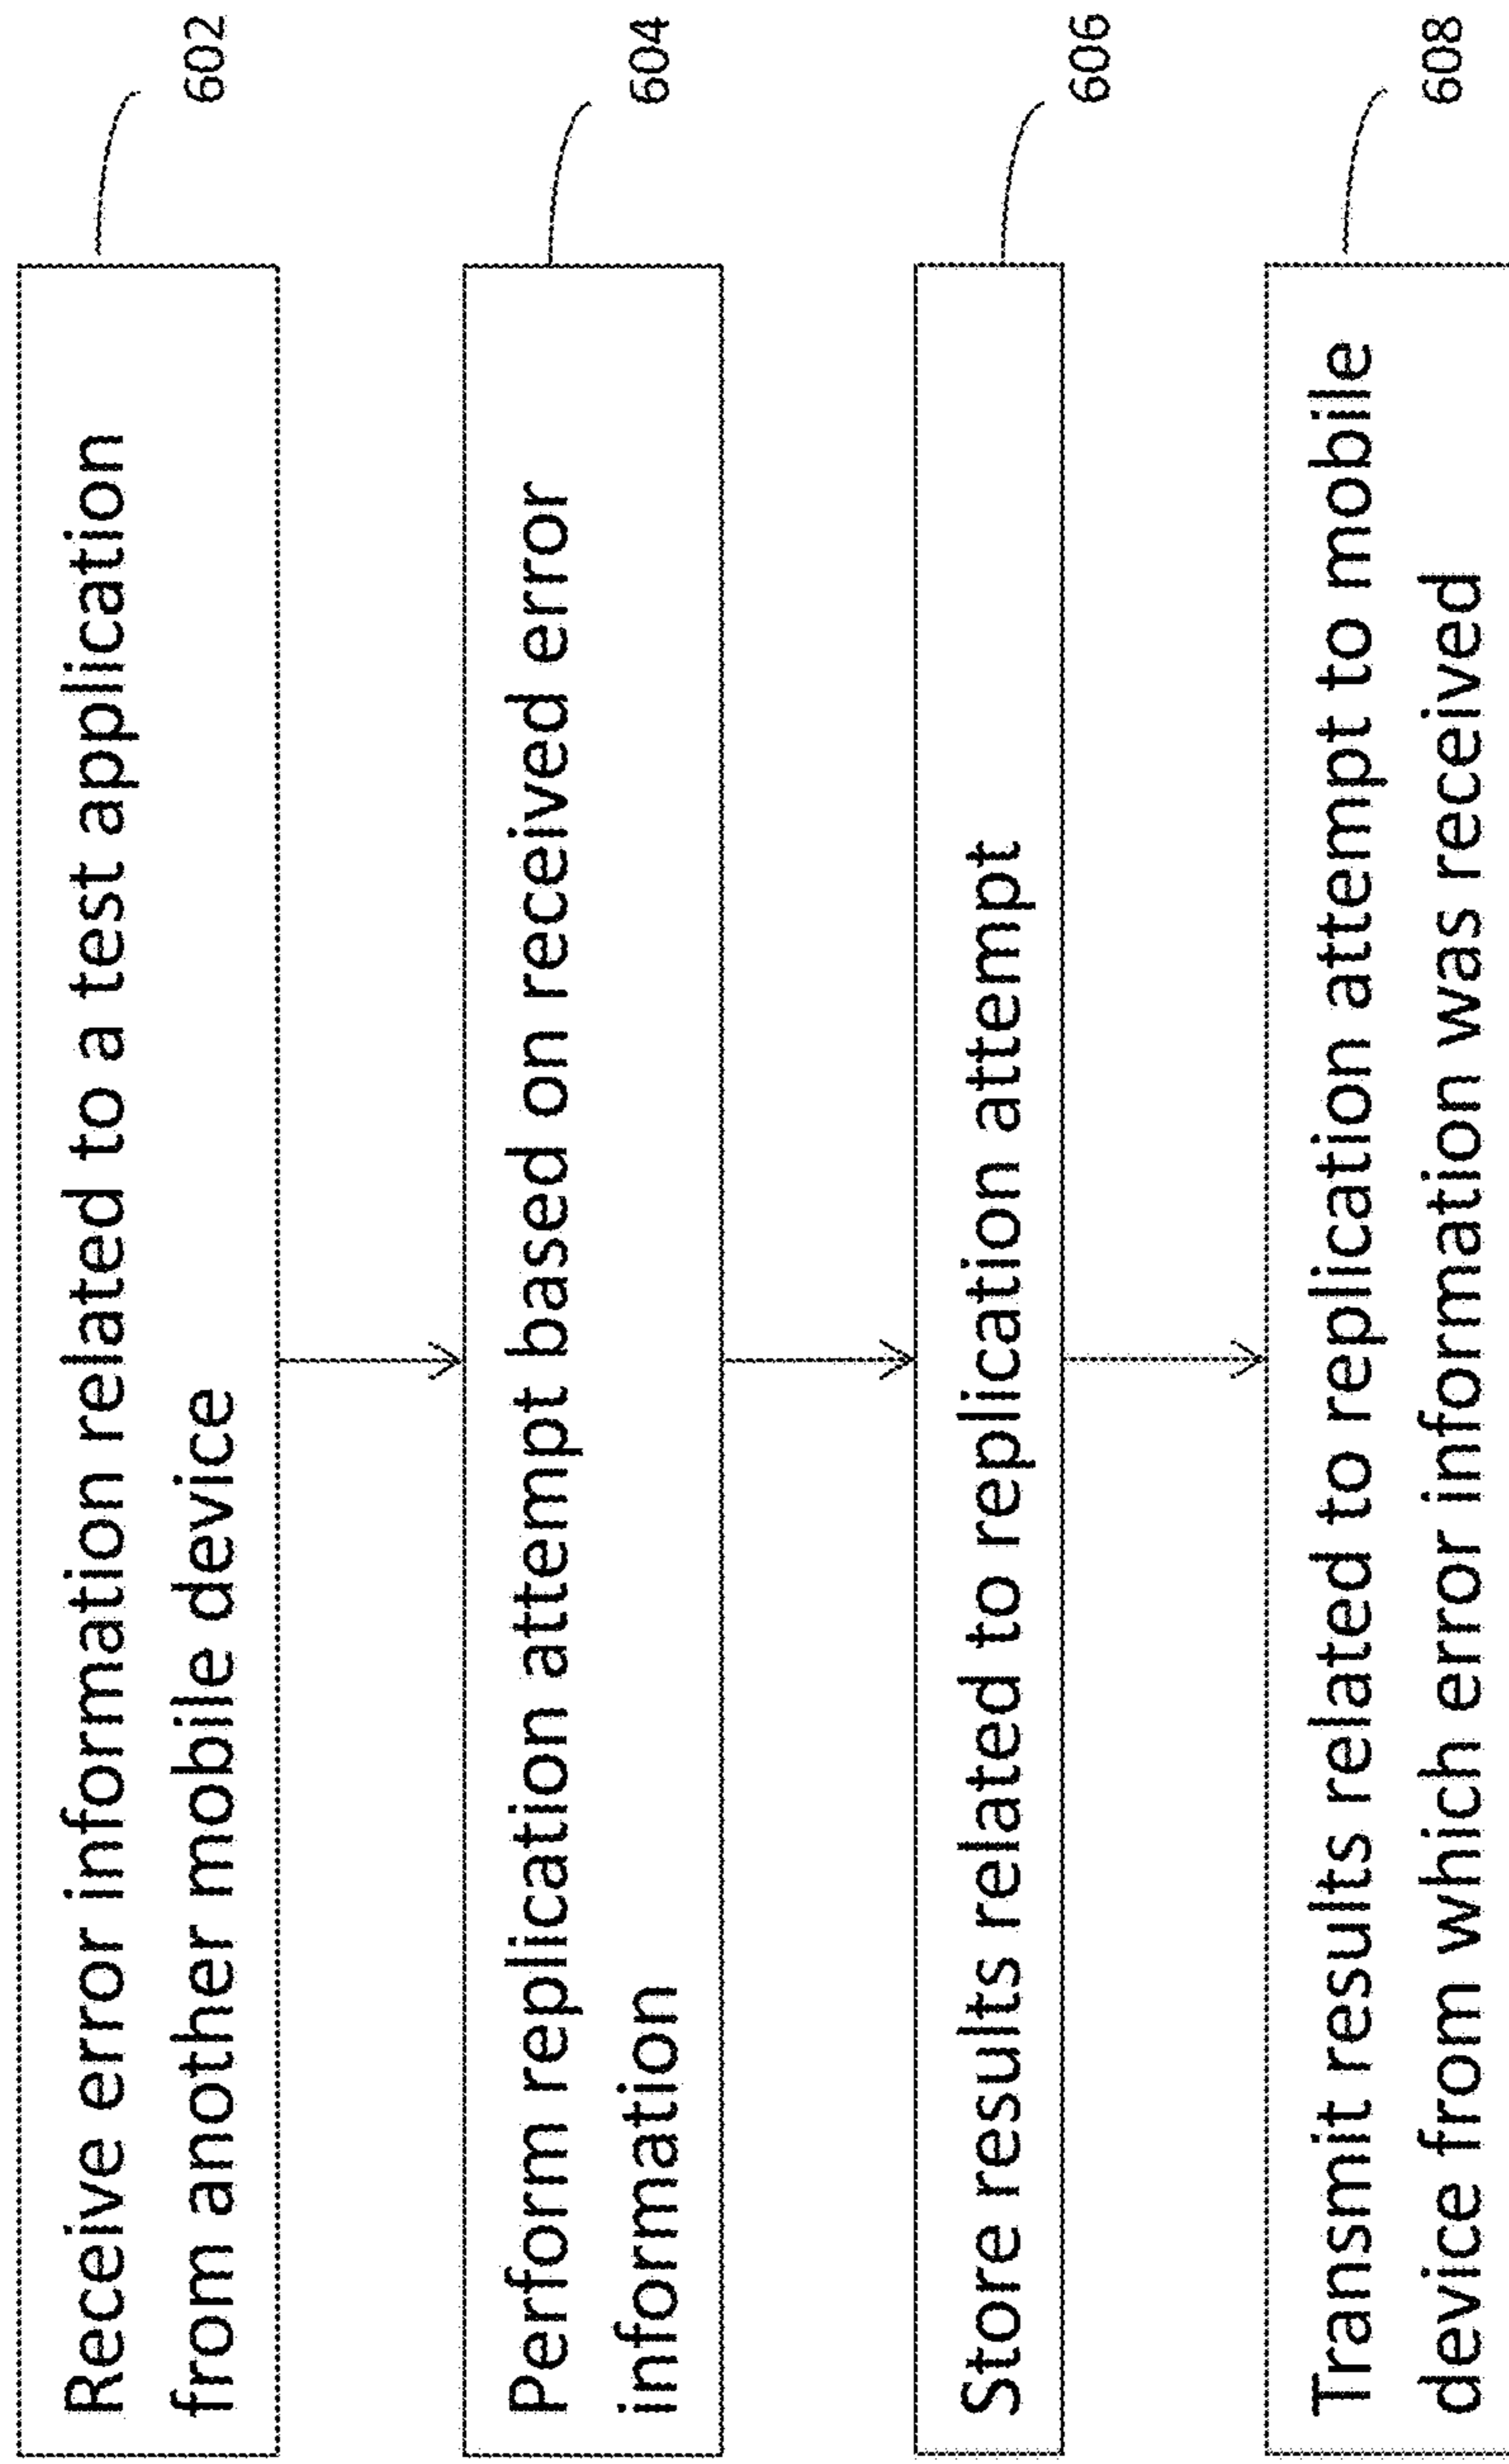 Receive error information related to a test application
from another mobile device
602
Perform replication attempt based on received error
information
604
Store results related to replication attempt
606
Transmit results related to replication attempt to mobile
device from which error information was received
608